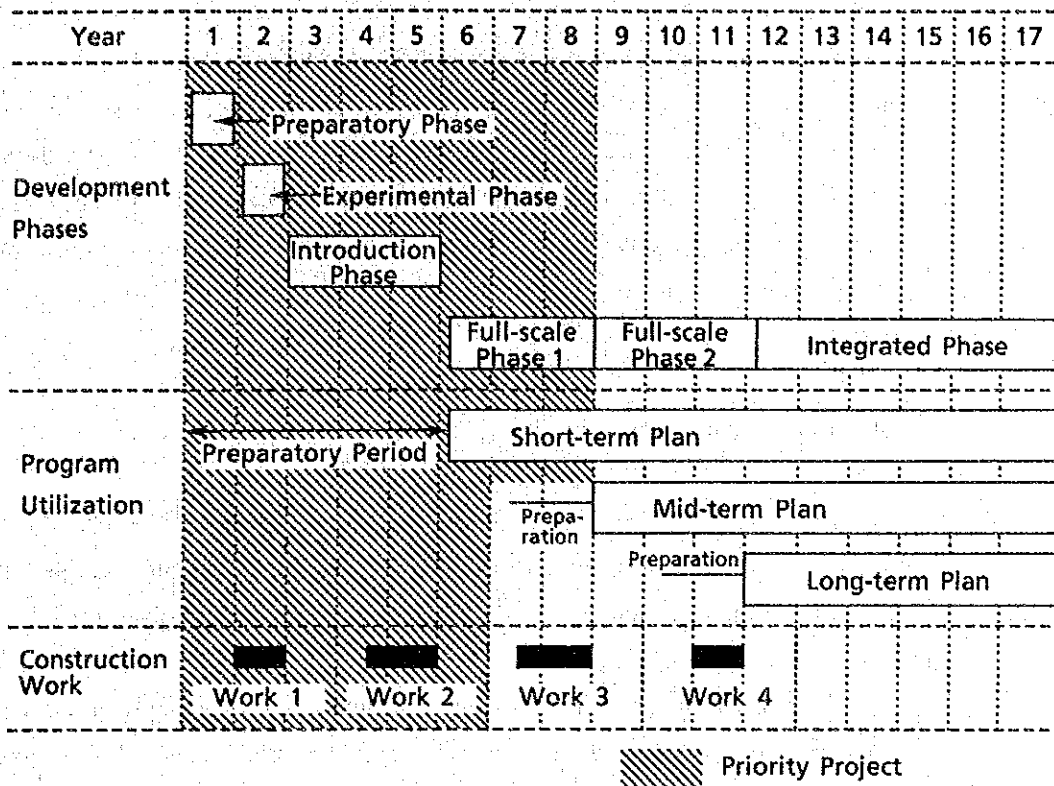 Year 1 2 3 4 5 6 7 8 9 10 11 12 13 14 15 16 17
Preparatory Phase
Development
Phases
Experimental Phase
Introduction
Phase
Full-scale
Phase 1
Full-scale
Phase 2
Integrated Phase
Program
Utilization
Short-term Plan
Preparatory Period
Prepa-
ration
Mid-term Plan
Preparation
Long-term Plan
Construction
Work
Work 1
Work 2
Work 3
Work 4
Priority Project